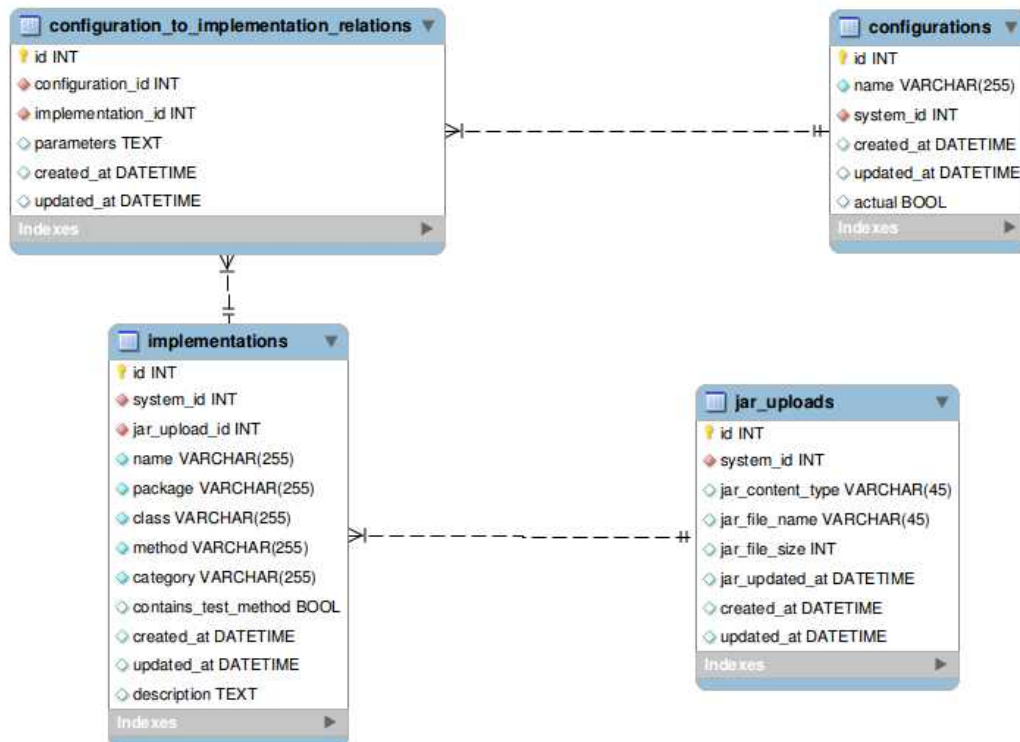 configuration_to_implementation_relations
id INT
configuration_id INT
implementation_id INT
parameters TEXT
created_at DATETIME
updated_at DATETIME
Indexes
configurations
id INT
name VARCHAR(255)
system_id INT
created_at DATETIME
updated_at DATETIME
actual BOOL
Indexes
implementations
id INT
system_id INT
jar_upload_id INT
name VARCHAR(255)
package VARCHAR(255)
class VARCHAR(255)
method VARCHAR(255)
category VARCHAR(255)
contains_test_method BOOL
created_at DATETIME
updated_at DATETIME
description TEXT
Indexes
jar_uploads
id INT
system_id INT
jar_content_type VARCHAR(45)
jar_file_name VARCHAR(45)
jar_file_size INT
jar_updated_at DATETIME
created_at DATETIME
updated_at DATETIME
Indexes